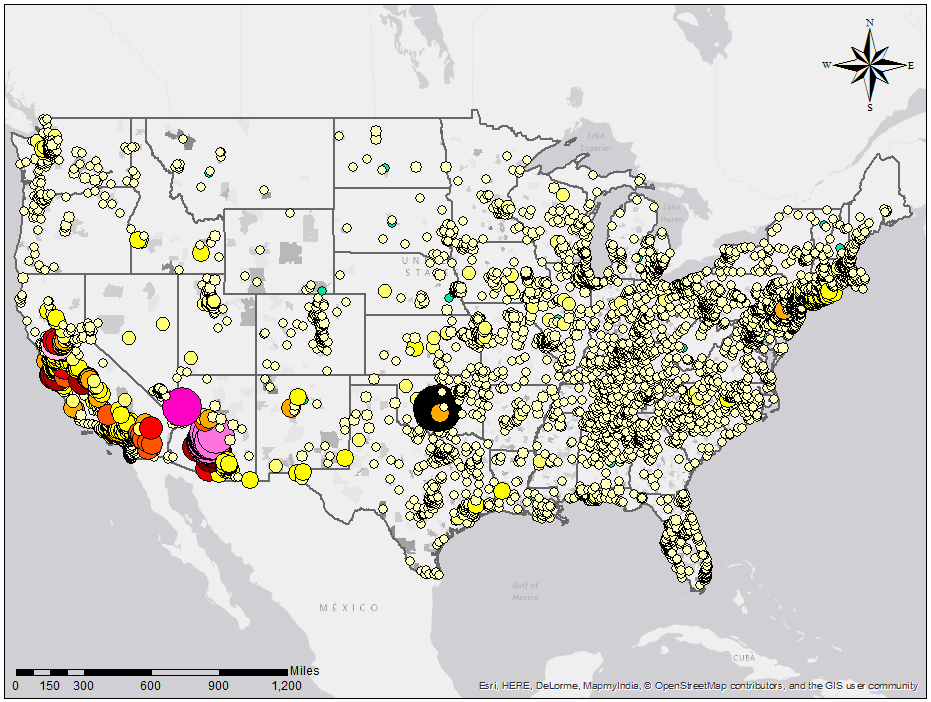 N
W E
S
Lake
Superior
Lake
Huron
UN
STA
MÉXICO
Gulf of
Mexico
CUBA
Miles
0 150 300 600 900 1,200
Esri, HERE, DeLorme, MapmyIndia, © OpenStreetMap contributors, and the GIS user community